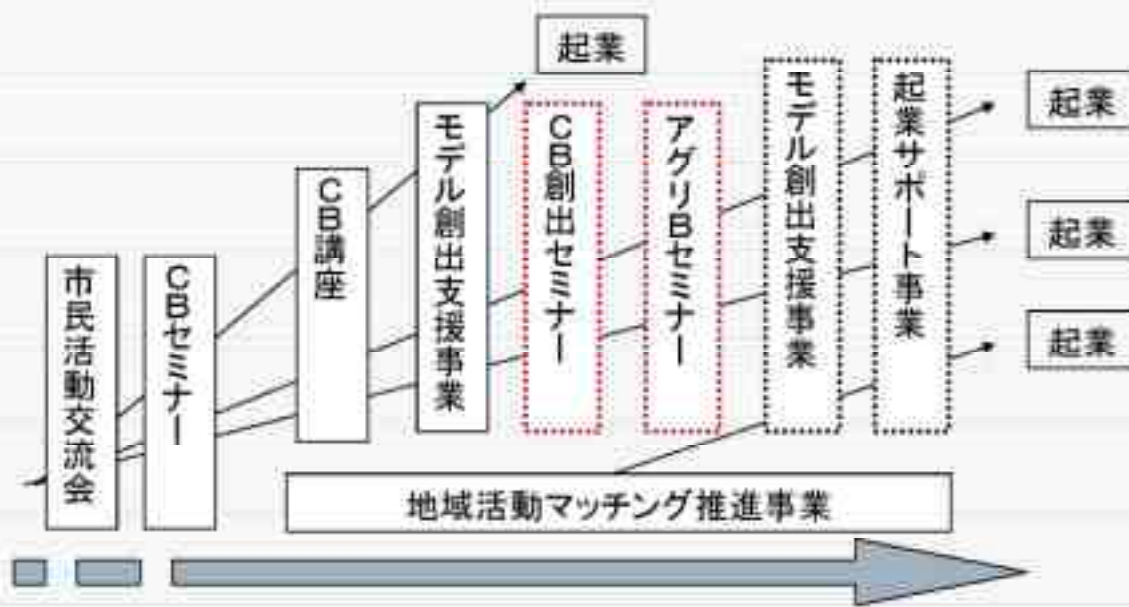 市民活動交流会
CBセミナー
CB講座
モデル創出支援事業
起業
CB創出セミナー
アグリBセミナー
モデル創出支援事業
起業サポート事業
起業
起業
起業
地域活動マッチング推進事業